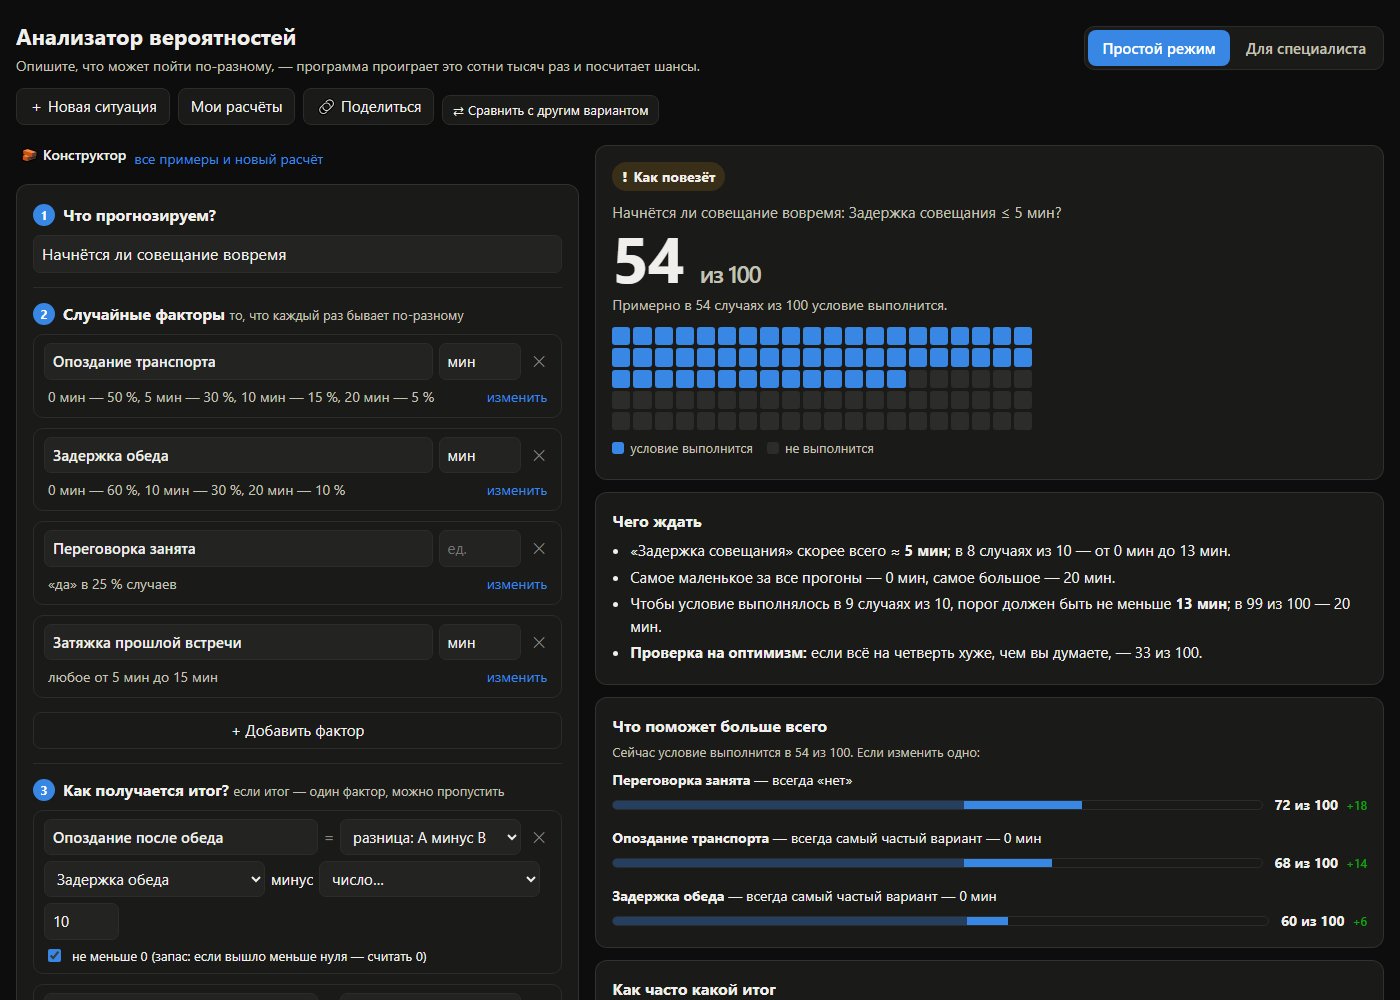 Анализатор вероятностей
Опишите, что может пойти по-разному, — программа проиграет это сотни тысяч раз и посчитает шансы.
Простой режим
Для специалиста
+ Новая ситуация
Мои расчёты
Поделиться
⇄ Сравнить с другим вариантом
Конструктор
все примеры и новый расчёт
1 Что прогнозируем?
Начнётся ли совещание вовремя
2 Случайные факторы то, что каждый раз бывает по-разному
Опоздание транспорта
мин
0 мин — 50 %, 5 мин — 30 %, 10 мин — 15 %, 20 мин — 5 %
изменить
Задержка обеда
мин
0 мин — 60 %, 10 мин — 30 %, 20 мин — 10 %
изменить
Переговорка занята
ед.
«да» в 25 % случаев
изменить
Затяжка прошлой встречи
мин
любое от 5 мин до 15 мин
изменить
+ Добавить фактор
3 Как получается итог? если итог — один фактор, можно пропустить
Опоздание после обеда
=
разница: A минус B
Задержка обеда
минус
число...
10
не меньше 0 (запас: если вышло меньше нуля — считать 0)
! Как повезёт
Начнётся ли совещание вовремя: Задержка совещания ≤ 5 мин?
54 из 100
Примерно в 54 случаях из 100 условие выполнится.
условие выполнится
не выполнится
Чего ждать
• «Задержка совещания» скорее всего ≈ 5 мин; в 8 случаях из 10 — от 0 мин до 13 мин.
• Самое маленькое за все прогоны — 0 мин, самое большое — 20 мин.
• Чтобы условие выполнялось в 9 случаях из 10, порог должен быть не меньше 13 мин; в 99 из 100 — 20
мин.
• Проверка на оптимизм: если всё на четверть хуже, чем вы думаете, — 33 из 100.
Что поможет больше всего
Сейчас условие выполнится в 54 из 100. Если изменить одно:
Переговорка занята — всегда «нет»
72 из 100 +18
Опоздание транспорта — всегда самый частый вариант — 0 мин
68 из 100 +14
Задержка обеда — всегда самый частый вариант — 0 мин
60 из 100 +6
Как часто какой итог